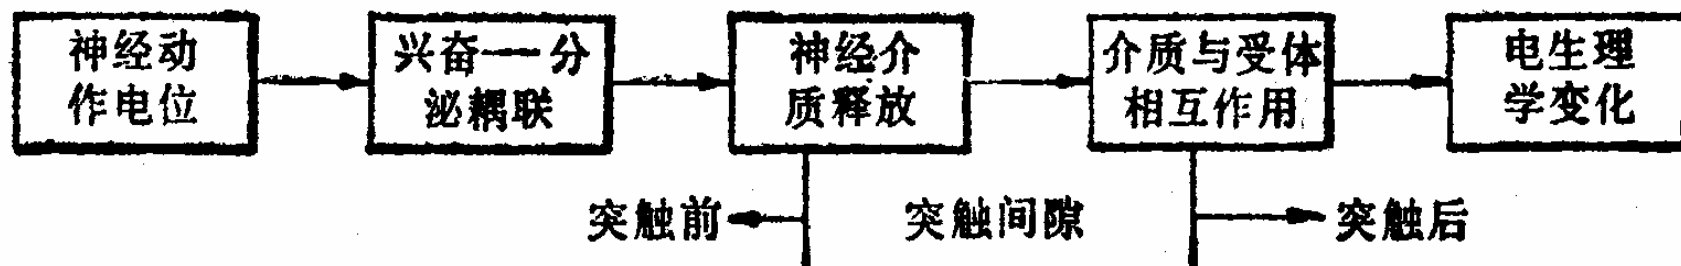 神经动
作电位
兴奋——分
泌耦联
神经介
质释放
介质与受体
相互作用
电生理
学变化
突触前
突触间隙
突触后